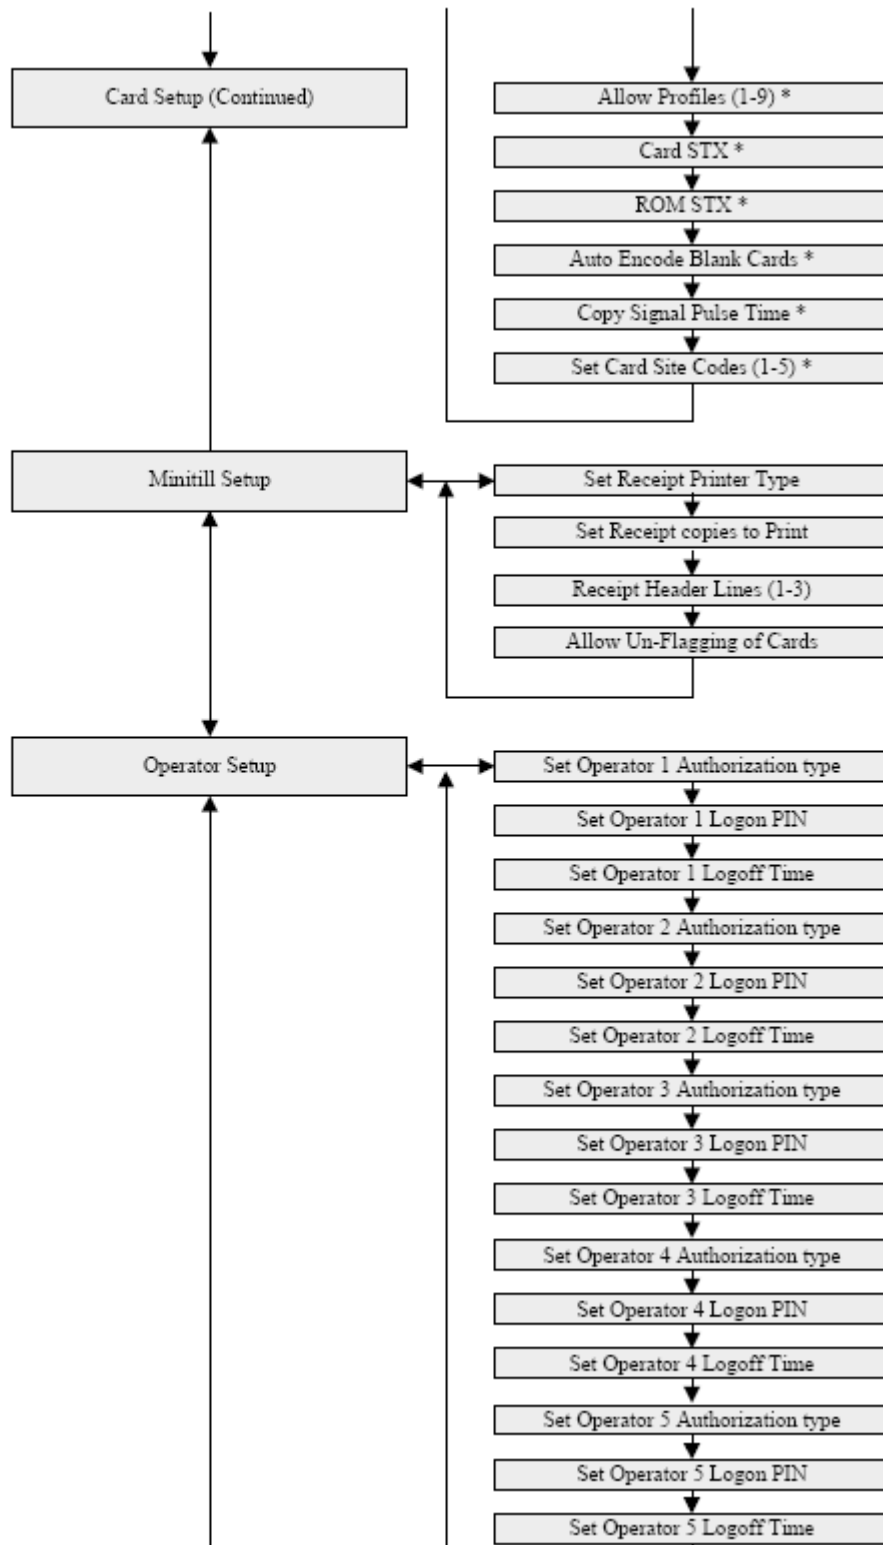 Card Setup (Continued)
Allow Profiles (1-9) *
Card STX *
ROM STX *
Auto Encode Blank Cards *
Copy Signal Pulse Time *
Set Card Site Codes (1-5) *
Minitill Setup
Set Receipt Printer Type
Set Receipt copies to Print
Receipt Header Lines (1-3)
Allow Un-Flagging of Cards
Operator Setup
Set Operator 1 Authorization type
Set Operator 1 Logon PIN
Set Operator 1 Logoff Time
Set Operator 2 Authorization type
Set Operator 2 Logon PIN
Set Operator 2 Logoff Time
Set Operator 3 Authorization type
Set Operator 3 Logon PIN
Set Operator 3 Logoff Time
Set Operator 4 Authorization type
Set Operator 4 Logon PIN
Set Operator 4 Logoff Time
Set Operator 5 Authorization type
Set Operator 5 Logon PIN
Set Operator 5 Logoff Time